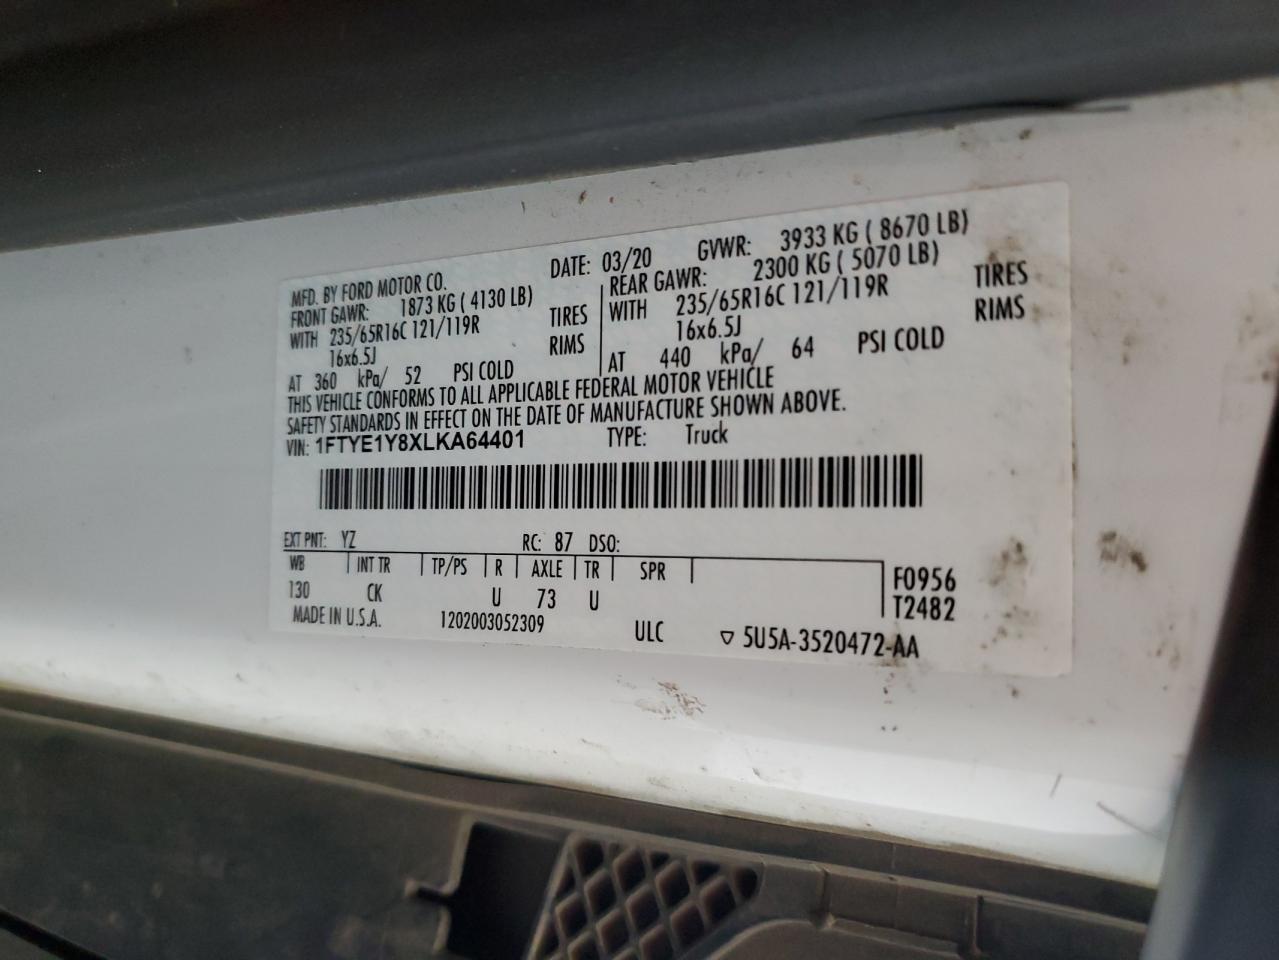 MFD. BY FORD MOTOR CO. DATE: 03/20 GVWR: 3933 KG ( 8670 LB)
FRONT GAWR: 1873 KG ( 4130 LB) REAR GAWR: 2300 KG ( 5070 LB)
WITH 235/65R16C 121/119R TIRES WITH 235/65R16C 121/119R TIRES
16x6.5J RIMS 16x6.5J RIMS
AT 360 kPa/ 52 PSI COLD AT 440 kPa/ 64 PSI COLD
THIS VEHICLE CONFORMS TO ALL APPLICABLE FEDERAL MOTOR VEHICLE
SAFETY STANDARDS IN EFFECT ON THE DATE OF MANUFACTURE SHOWN ABOVE.
VIN: 1FTYE1Y8XLKA64401 TYPE: Truck
EXT PNT: YZ RC: 87 DSO:
WB INT TR TP/PS R AXLE TR SPR F0956
130 CK U 73 U T2482
MADE IN U.S.A. 1202003052309 ULC ▽ 5U5A-3520472-AA